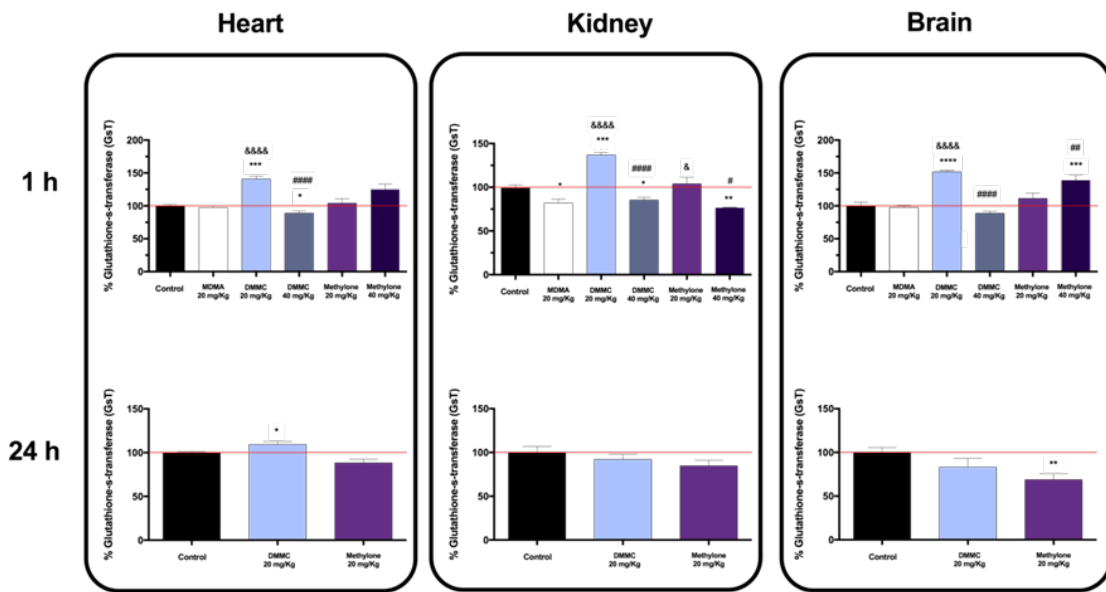 Heart
Kidney
Brain
1 h
% Glutathione-s-transferase (GsT)
200
150
100
50
0
&&&&
***
####
*
Control
MDMA
20 mg/Kg
DMMC
20 mg/Kg
DMMC
40 mg/Kg
Methylone
20 mg/Kg
Methylone
40 mg/Kg
% Glutathione-s-transferase (GsT)
150
100
50
0
*
&&&&
***
####
*
&
#
**
Control
MDMA
20 mg/Kg
DMMC
20 mg/Kg
DMMC
40 mg/Kg
Methylone
20 mg/Kg
Methylone
40 mg/Kg
% Glutathione-s-transferase (GsT)
200
150
100
50
0
&&&&
****
####
##
***
Control
MDMA
20 mg/Kg
DMMC
20 mg/Kg
DMMC
40 mg/Kg
Methylone
20 mg/Kg
Methylone
40 mg/Kg
24 h
% Glutathione-s-transferase (GsT)
150
100
50
0
*
Control
DMMC
20 mg/Kg
Methylone
20 mg/Kg
% Glutathione-s-transferase (GsT)
150
100
50
0
Control
DMMC
20 mg/Kg
Methylone
20 mg/Kg
% Glutathione-s-transferase (GsT)
150
100
50
0
**
Control
DMMC
20 mg/Kg
Methylone
20 mg/Kg